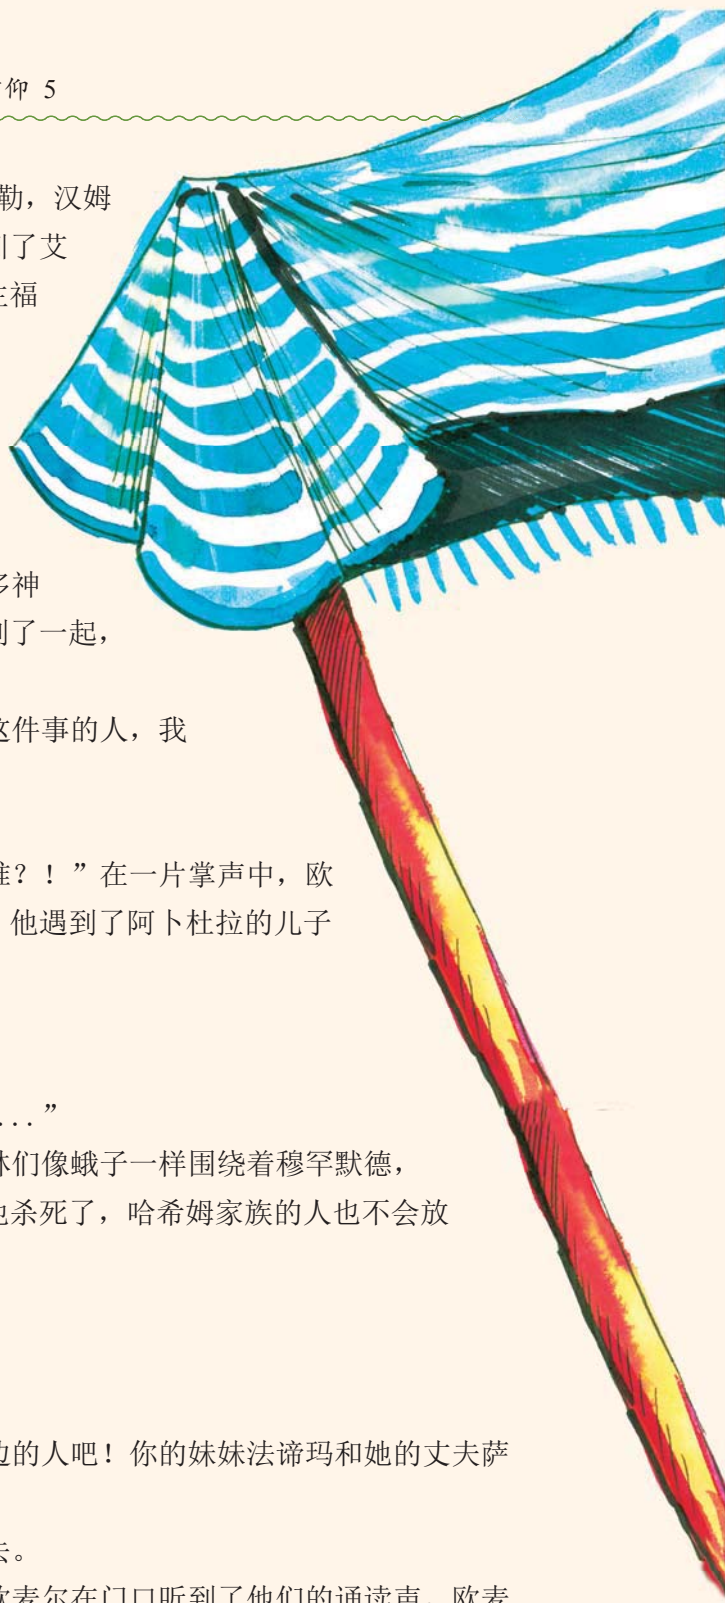 仰 5
勒，汉姆
引了艾
福
多神
到了一起，
这件事的人，我
谁？！”在一片掌声中，欧
他遇到了阿卜杜拉的儿子
...”
林们像蛾子一样围绕着穆罕默德，
他杀死了，哈希姆家族的人也不会放
边的人吧！你的妹妹法谛玛和她的丈夫萨
去。
欧麦尔在门口听到了他们的诵读声。欧麦